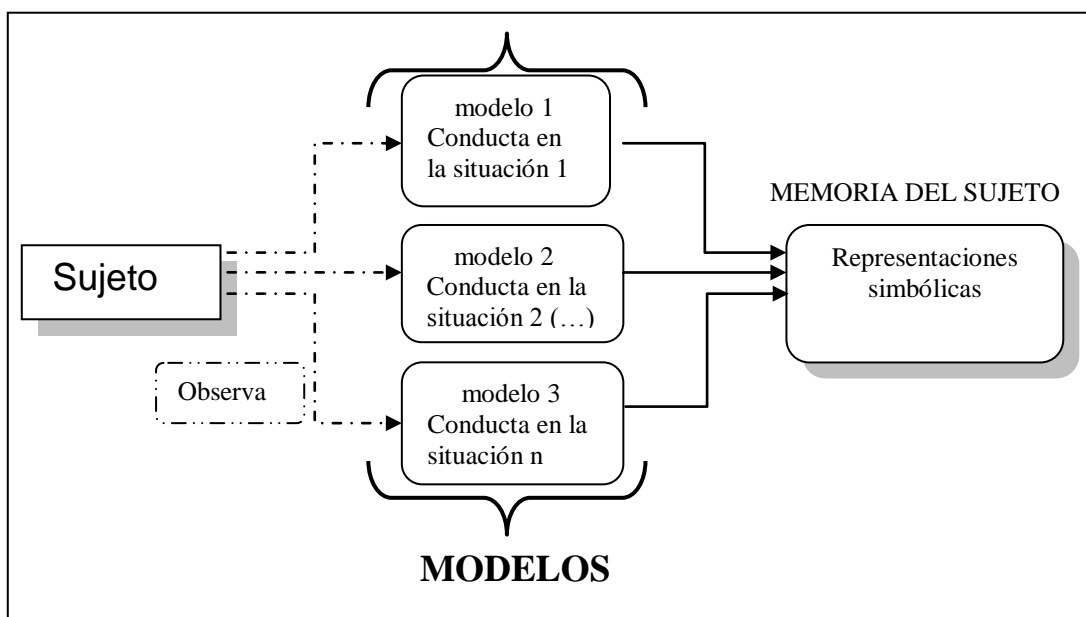 modelo 1
Conducta en
la situación 1
MEMORIA DEL SUJETO
Sujeto
modelo 2
Conducta en la
situación 2 (…)
Representaciones
simbólicas
Observa
modelo 3
Conducta en la
situación n
MODELOS